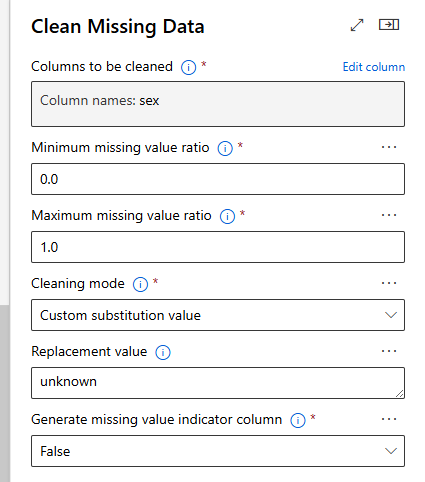 Clean Missing Data
Columns to be cleaned * Edit column
Column names: sex
Minimum missing value ratio *
0.0
Maximum missing value ratio *
1.0
Cleaning mode *
Custom substitution value
Replacement value
unknown
Generate missing value indicator column *
False